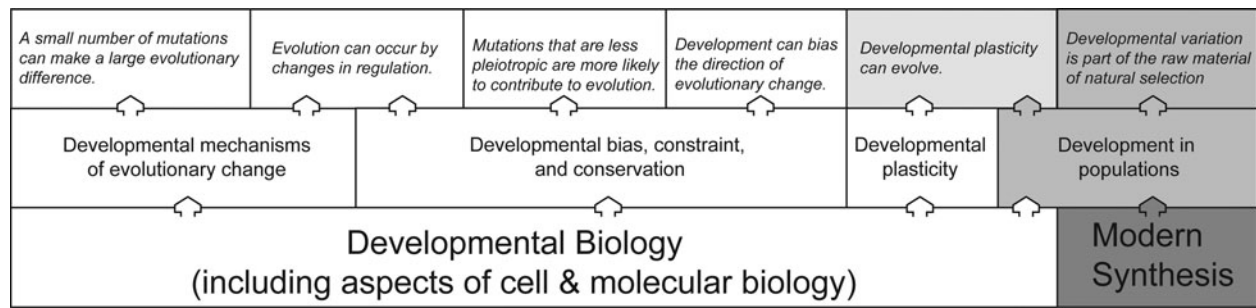 A small number of mutations
can make a large evolutionary
difference.
Evolution can occur by
changes in regulation.
Mutations that are less
pleiotropic are more likely
to contribute to evolution.
Development can bias
the direction of
evolutionary change.
Developmental plasticity
can evolve.
Developmental variation
is part of the raw material
of natural selection
Developmental mechanisms
of evolutionary change
Developmental bias, constraint,
and conservation
Developmental
plasticity
Development in
populations
Developmental Biology
(including aspects of cell & molecular biology)
Modern
Synthesis